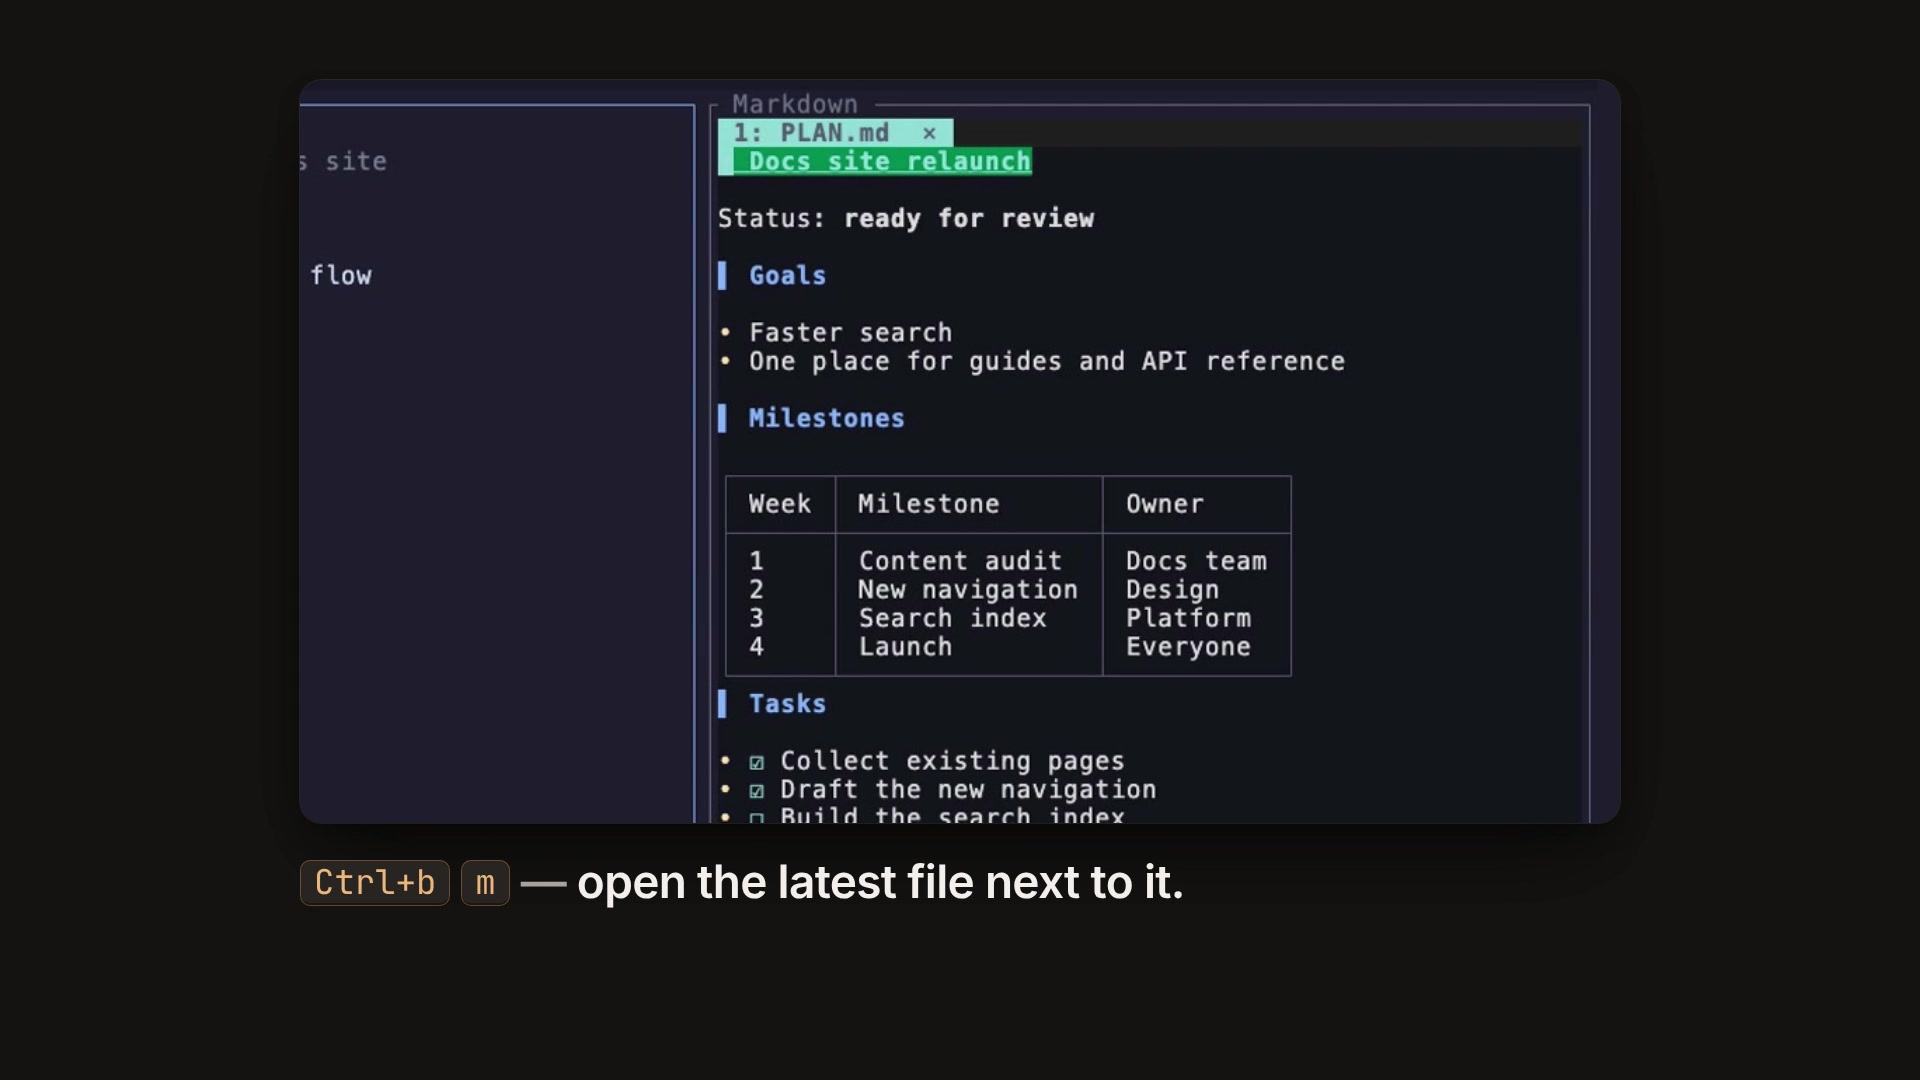 s site
flow
Markdown
1: PLAN.md ×
Docs site relaunch
Status: ready for review
Goals
• Faster search
• One place for guides and API reference
Milestones
Week Milestone Owner
1 Content audit Docs team
2 New navigation Design
3 Search index Platform
4 Launch Everyone
Tasks
• ☑ Collect existing pages
• ☑ Draft the new navigation
• ☐ Build the search index
Ctrl+b m — open the latest file next to it.